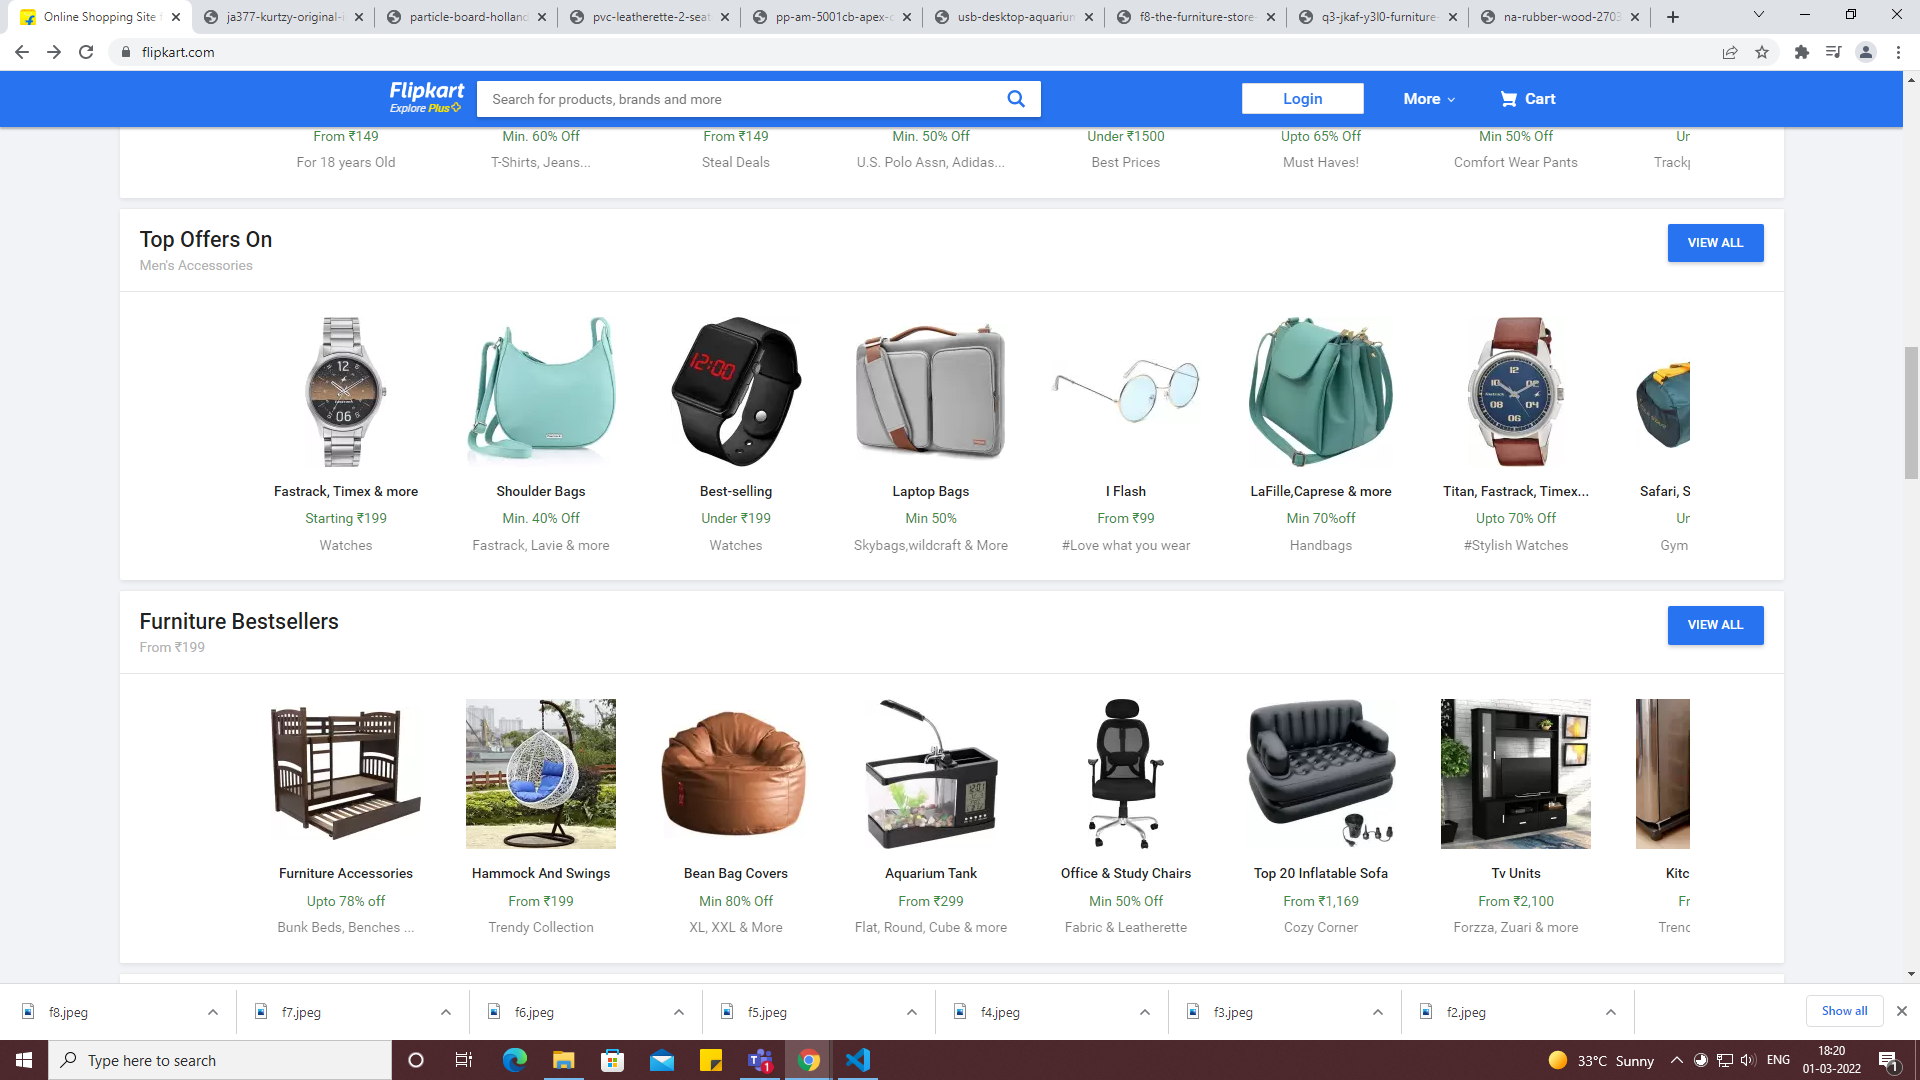 Online Shopping Site f
ja377-kurtzy-original-i
particle-board-holland
pvc-leatherette-2-seat
pp-am-5001cb-apex-c
usb-desktop-aquarium
f8-the-furniture-store-
q3-jkaf-y3l0-furniture-
na-rubber-wood-2703
flipkart.com
Flipkart
Explore Plus
Search for products, brands and more
Login
More
Cart
From ₹149
Min. 60% Off
From ₹149
Min. 50% Off
Under ₹1500
Upto 65% Off
Min 50% Off
Ur
For 18 years Old
T-Shirts, Jeans...
Steal Deals
U.S. Polo Assn, Adidas...
Best Prices
Must Haves!
Comfort Wear Pants
Trackp
Top Offers On
Men's Accessories
VIEW ALL
Fastrack, Timex & more
Shoulder Bags
Best-selling
Laptop Bags
I Flash
LaFille,Caprese & more
Titan, Fastrack, Timex...
Safari, S
Starting ₹199
Min. 40% Off
Under ₹199
Min 50%
From ₹99
Min 70%off
Upto 70% Off
Ur
Watches
Fastrack, Lavie & more
Watches
Skybags,wildcraft & More
#Love what you wear
Handbags
#Stylish Watches
Gym
Furniture Bestsellers
From ₹199
VIEW ALL
Furniture Accessories
Hammock And Swings
Bean Bag Covers
Aquarium Tank
Office & Study Chairs
Top 20 Inflatable Sofa
Tv Units
Kitc
Upto 78% off
From ₹199
Min 80% Off
From ₹299
Min 50% Off
From ₹1,169
From ₹2,100
Fr
Bunk Beds, Benches ...
Trendy Collection
XL, XXL & More
Flat, Round, Cube & more
Fabric & Leatherette
Cozy Corner
Forzza, Zuari & more
Trenc
f8.jpeg
f7.jpeg
f6.jpeg
f5.jpeg
f4.jpeg
f3.jpeg
f2.jpeg
Show all
Type here to search
33°C Sunny
ENG
18:20
01-03-2022